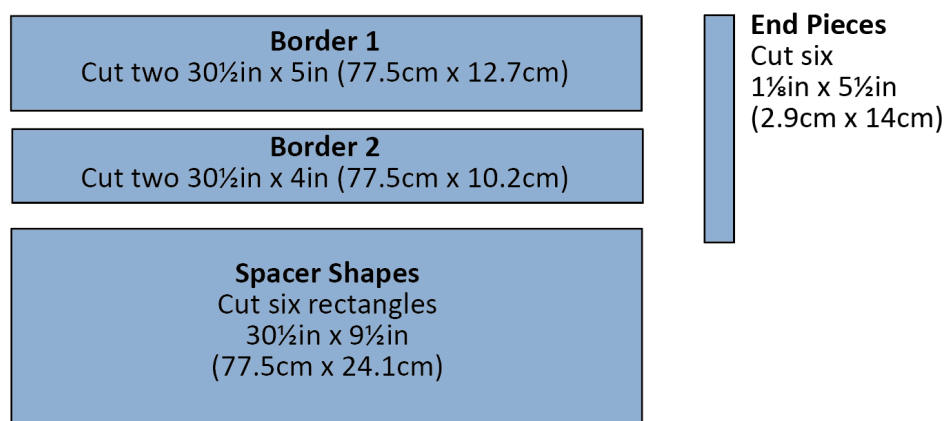 Border 1
Cut two 30½in x 5in (77.5cm x 12.7cm)
Border 2
Cut two 30½in x 4in (77.5cm x 10.2cm)
Spacer Shapes
Cut six rectangles
30½in x 9½in
(77.5cm x 24.1cm)
End Pieces
Cut six
1⅛in x 5½in
(2.9cm x 14cm)